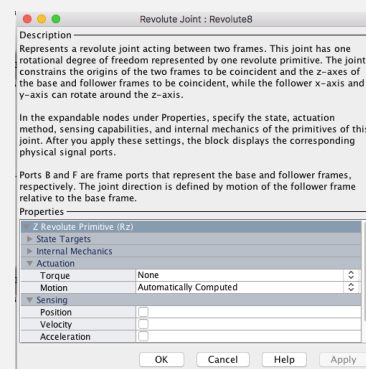 Revolute Joint : Revolute8
Description
Represents a revolute joint acting between two frames. This joint has one
rotational degree of freedom represented by one revolute primitive. The joint
constrains the origins of the two frames to be coincident and the z-axes of
the base and follower frames to be coincident, while the follower x-axis and
y-axis can rotate around the z-axis.
In the expandable nodes under Properties, specify the state, actuation
method, sensing capabilities, and internal mechanics of the primitives of this
joint. After you apply these settings, the block displays the corresponding
physical signal ports.
Ports B and F are frame ports that represent the base and follower frames,
respectively. The joint direction is defined by motion of the follower frame
relative to the base frame.
Properties
Z Revolute Primitive (Rz)
State Targets
Internal Mechanics
Actuation
Torque None
Motion Automatically Computed
Sensing
Position
Velocity
Acceleration
OK Cancel Help Apply